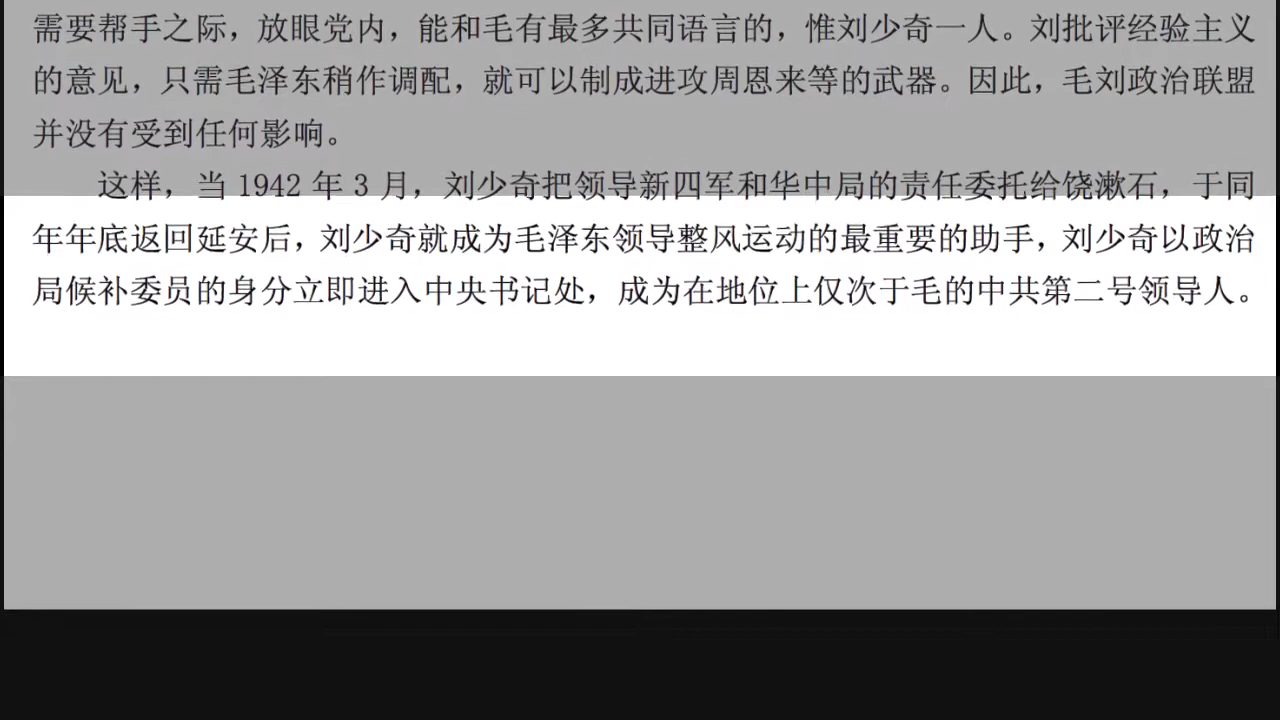 需要帮手之际，放眼党内，能和毛有最多共同语言的，惟刘少奇一人。刘批评经验主义
的意见，只需毛泽东稍作调配，就可以制成进攻周恩来等的武器。因此，毛刘政治联盟
并没有受到任何影响。
这样，当 1942 年 3 月，刘少奇把领导新四军和华中局的责任委托给饶漱石，于同
年年底返回延安后，刘少奇就成为毛泽东领导整风运动的最重要的助手，刘少奇以政治
局候补委员的身分立即进入中央书记处，成为在地位上仅次于毛的中共第二号领导人。